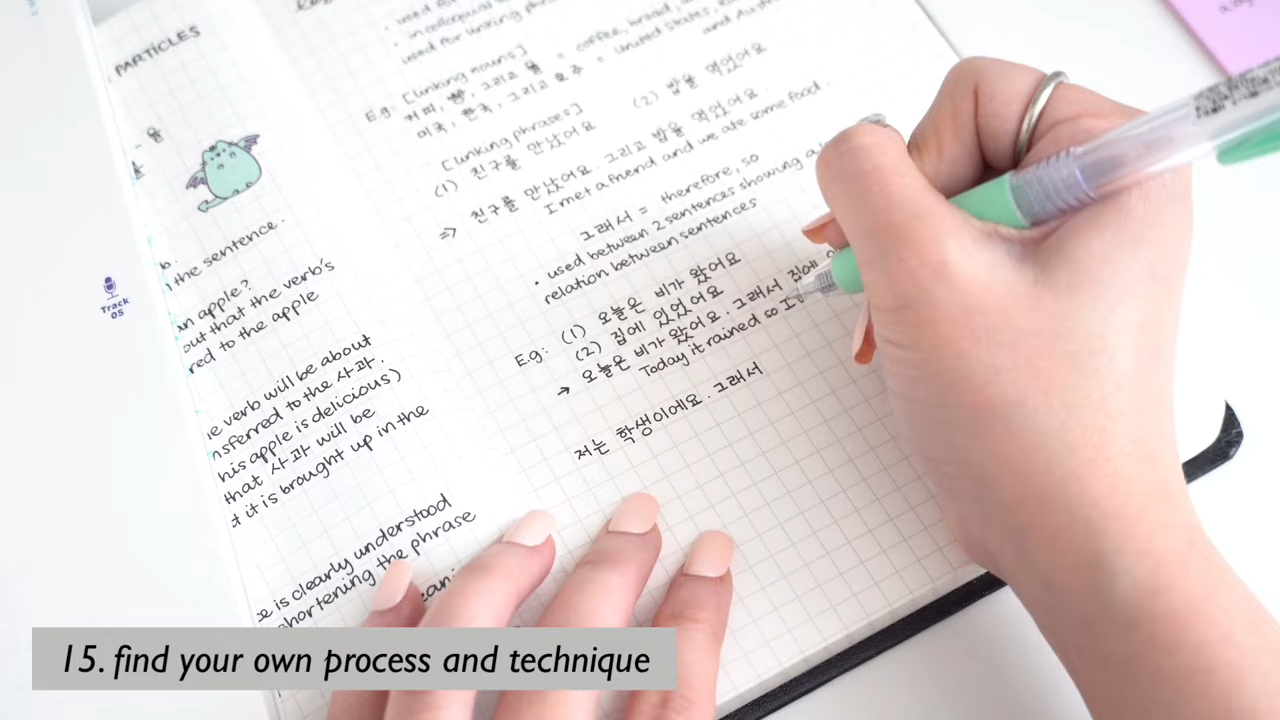 PARTICLES
을
the sentence.
an apple?
out that the verb's
red to the apple
verb will be about
nsferred to the 사과.
his apple is delicious)
that 사과 will be
it is brought up in the
is clearly understood
hortening the phrase
Track
05
in colloquial
used for linking
E.g: [linking nouns]
커피, 빵, 그리고 물 = coffee, bread,
미국, 한국, 그리고 호주 = United States,
[linking phrases]
(1) 친구를 만났어요 (2) 밥을 먹었어요
⇒ 친구를 만났어요. 그리고 밥을 먹었어요.
I met a friend and we ate some food.
그래서 = therefore, so
• used between 2 sentences showing a
relation between sentences
E.g: (1) 오늘은 비가 왔어요
(2) 집에 있었어요
→ 오늘은 비가 왔어요. 그래서 집에
Today it rained so I
저는 학생이에요. 그래서
15. find your own process and technique